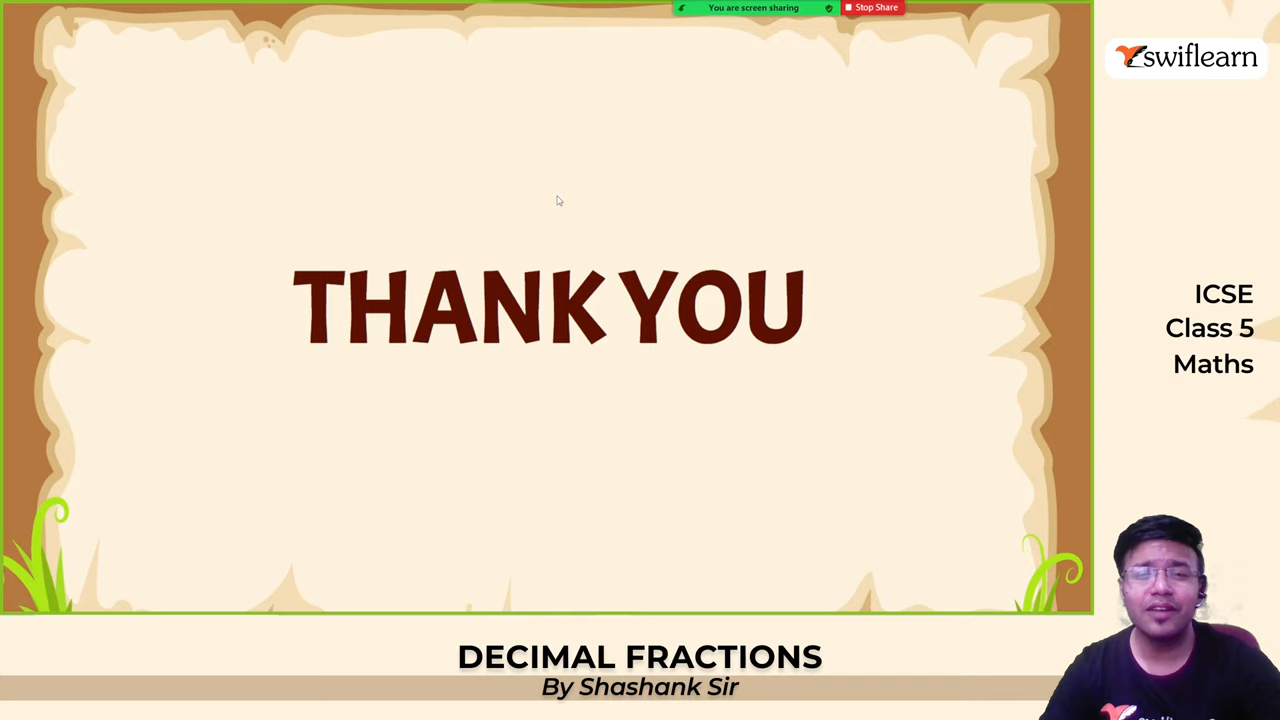 You are screen sharing
Stop Share
swiflearn
THANK YOU
ICSE
Class 5
Maths
DECIMAL FRACTIONS
By Shashank Sir